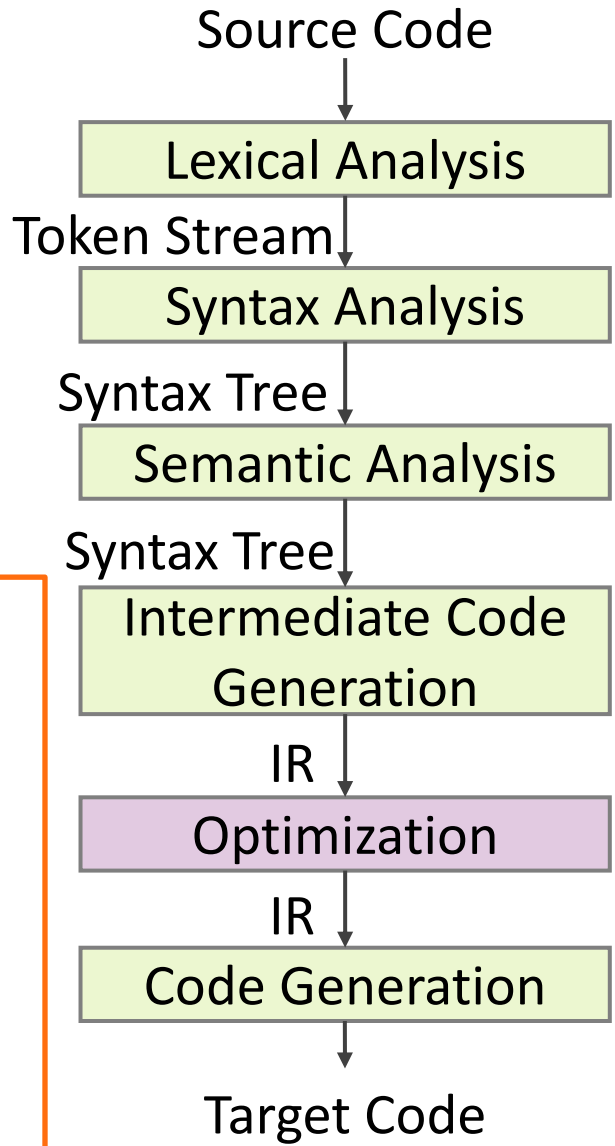 Source Code
Lexical Analysis
Token Stream
Syntax Analysis
Syntax Tree
Semantic Analysis
Syntax Tree
Intermediate Code
Generation
IR
Optimization
IR
Code Generation
Target Code